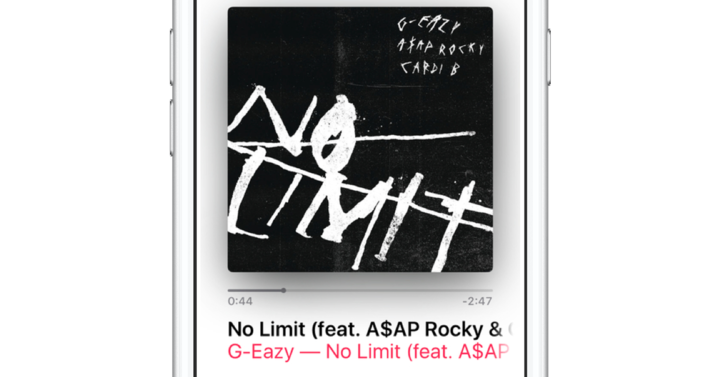 G-EAZY
A$AP ROCKY
CARDI B
NO
LIMIT
0:44 -2:47
No Limit (feat. A$AP Rocky &
G-Eazy — No Limit (feat. A$AP